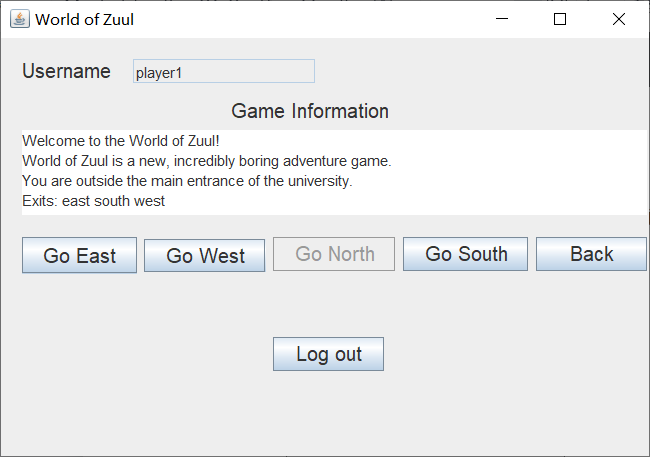 World of Zuul
Username player1
Game Information
Welcome to the World of Zuul!
World of Zuul is a new, incredibly boring adventure game.
You are outside the main entrance of the university.
Exits: east south west
Go East Go West Go North Go South Back
Log out